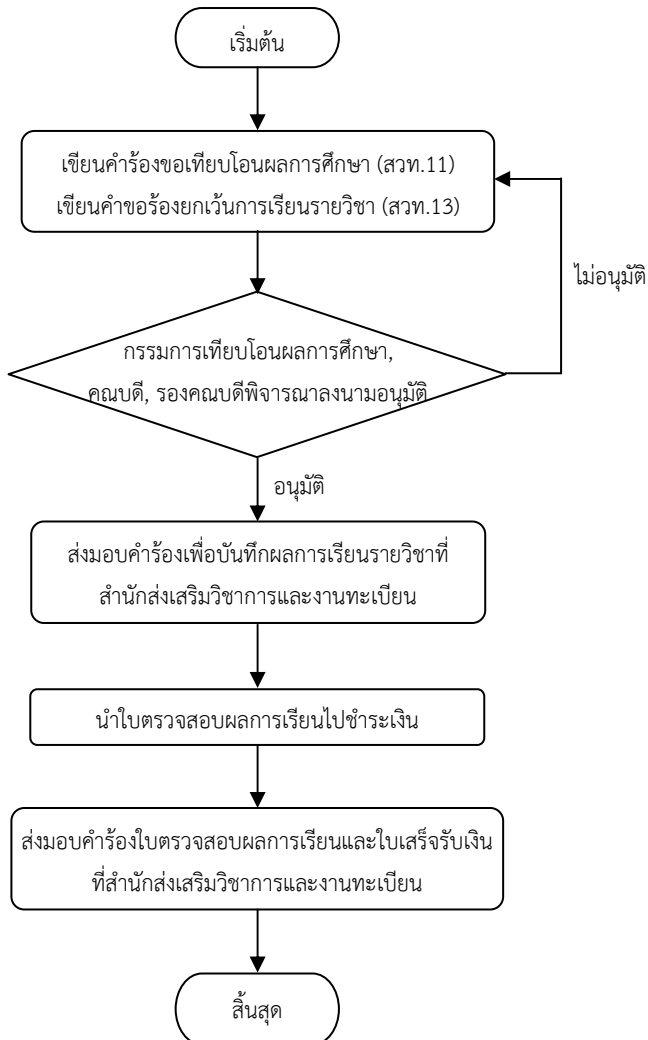 เริ่มต้น
เขียนคำร้องขอเทียบโอนผลการศึกษา (สวท.11)
เขียนคำขอร้องยกเว้นการเรียนรายวิชา (สวท.13)
ไม่อนุมัติ
กรรมการเทียบโอนผลการศึกษา,
คณบดี, รองคณบดีพิจารณาลงนามอนุมัติ
อนุมัติ
ส่งมอบคำร้องเพื่อบันทึกผลการเรียนรายวิชาที่
สำนักส่งเสริมวิชาการและงานทะเบียน
นำใบตรวจสอบผลการเรียนไปชำระเงิน
ส่งมอบคำร้องใบตรวจสอบผลการเรียนและใบเสร็จรับเงิน
ที่สำนักส่งเสริมวิชาการและงานทะเบียน
สิ้นสุด